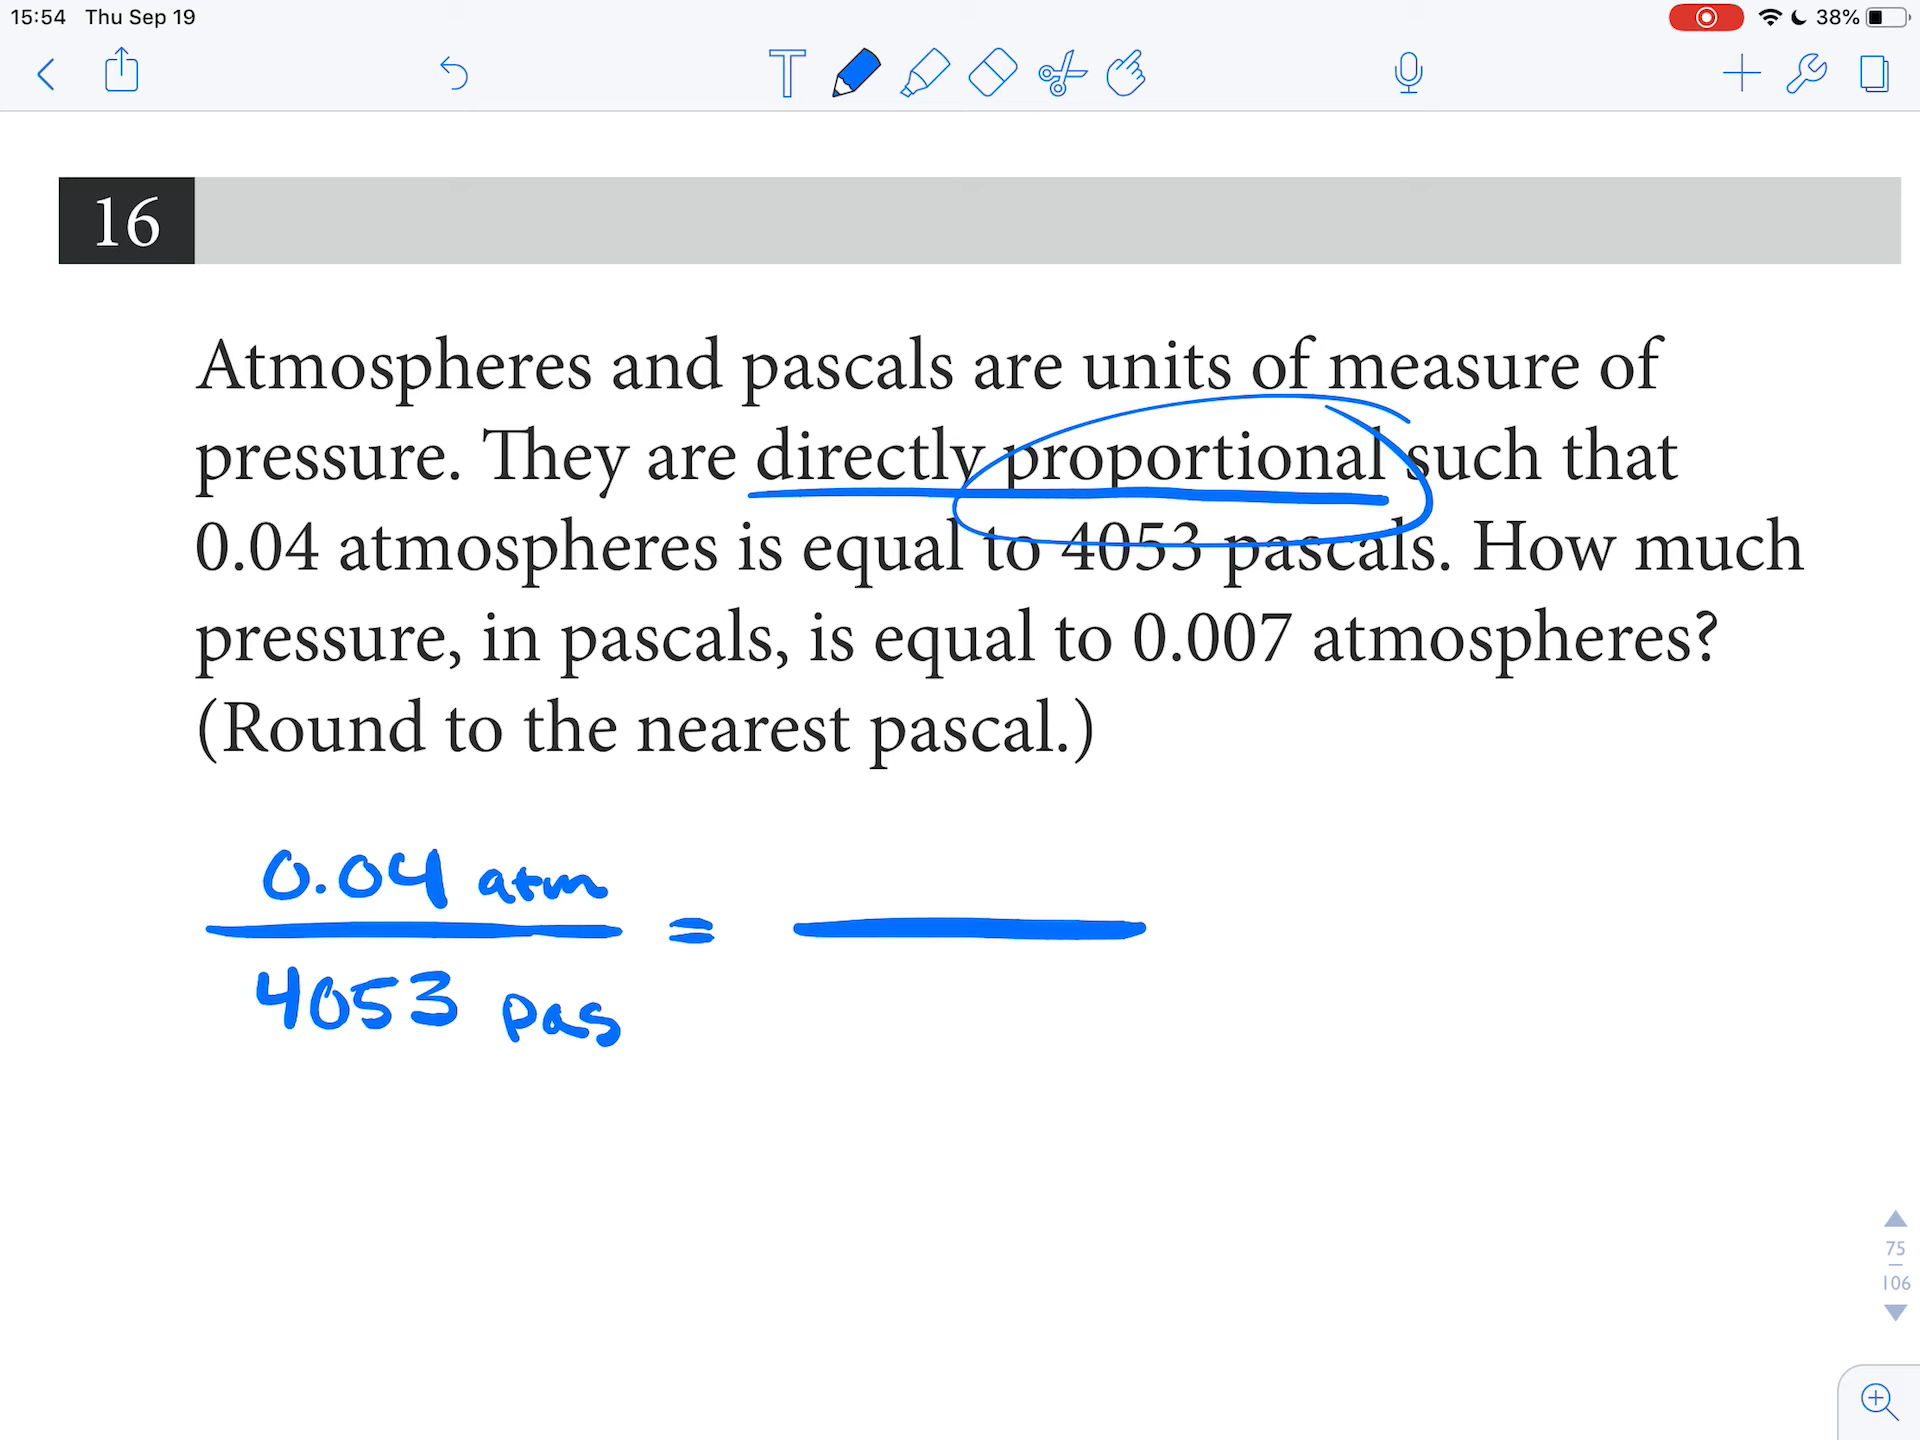 15:54 Thu Sep 19 38%
T
16
Atmospheres and pascals are units of measure of
pressure. They are directly proportional such that
0.04 atmospheres is equal to 4053 pascals. How much
pressure, in pascals, is equal to 0.007 atmospheres?
(Round to the nearest pascal.)
0.04 atm
=
4053 pas
75
106